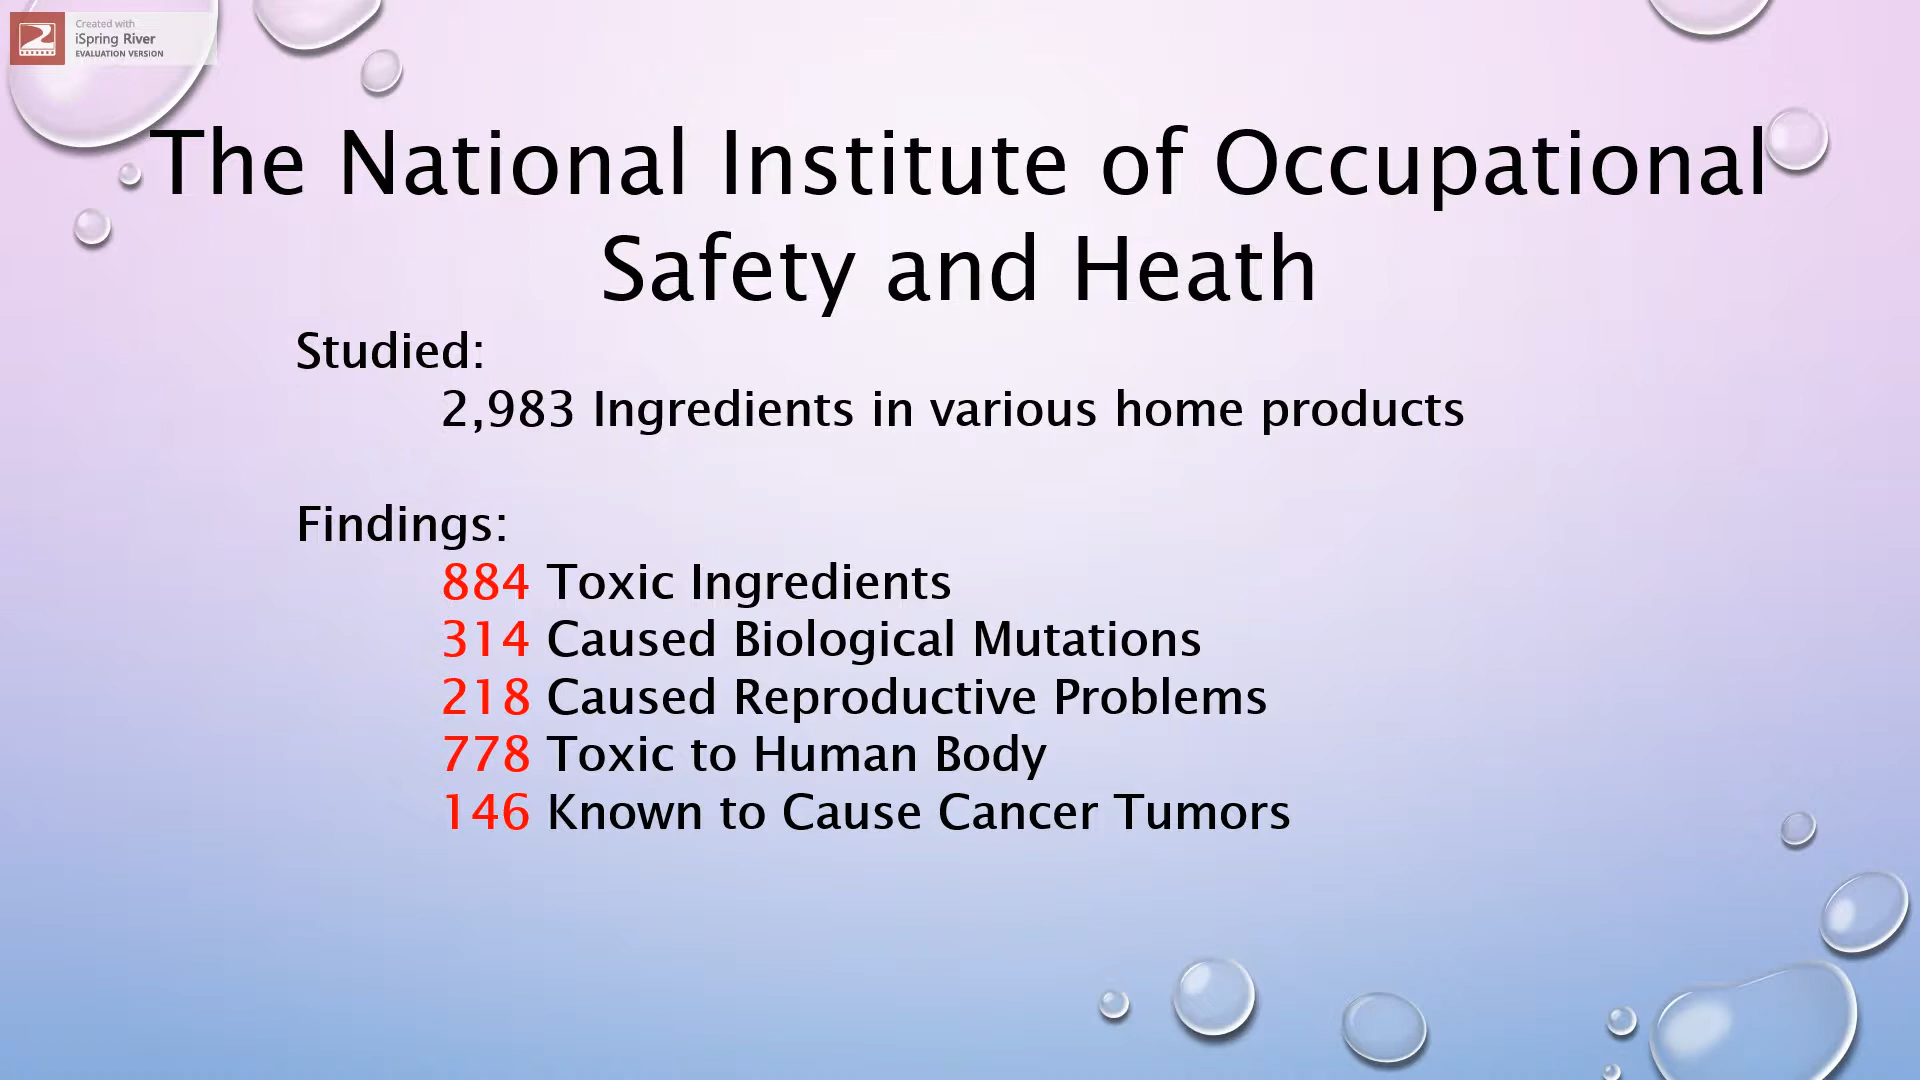 Created with
iSpring River
EVALUATION VERSION
The National Institute of Occupational
Safety and Heath
Studied:
2,983 Ingredients in various home products
Findings:
884 Toxic Ingredients
314 Caused Biological Mutations
218 Caused Reproductive Problems
778 Toxic to Human Body
146 Known to Cause Cancer Tumors